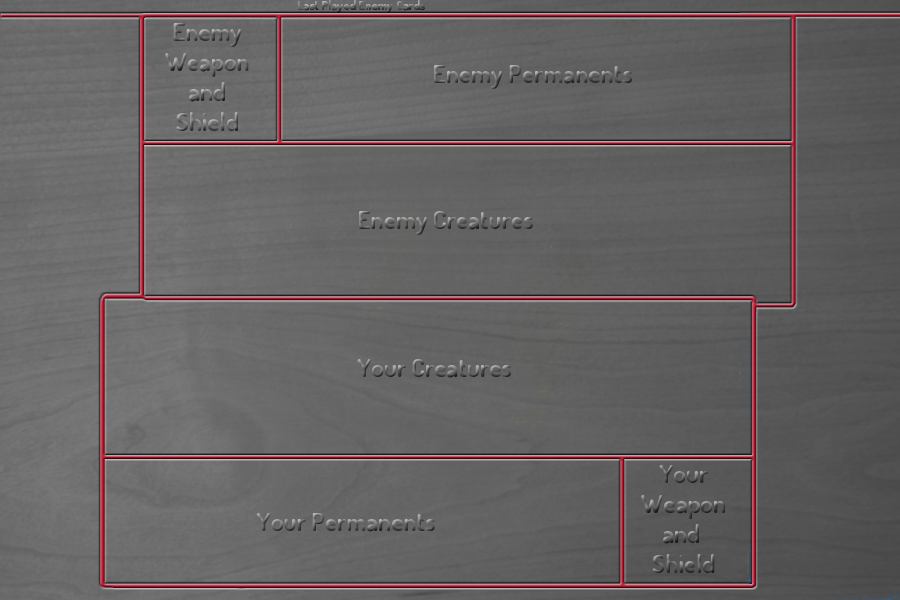 Last Played Enemy Cards
Enemy
Weapon
and
Shield
Enemy Permanents
Enemy Creatures
Your Creatures
Your Permanents
Your
Weapon
and
Shield